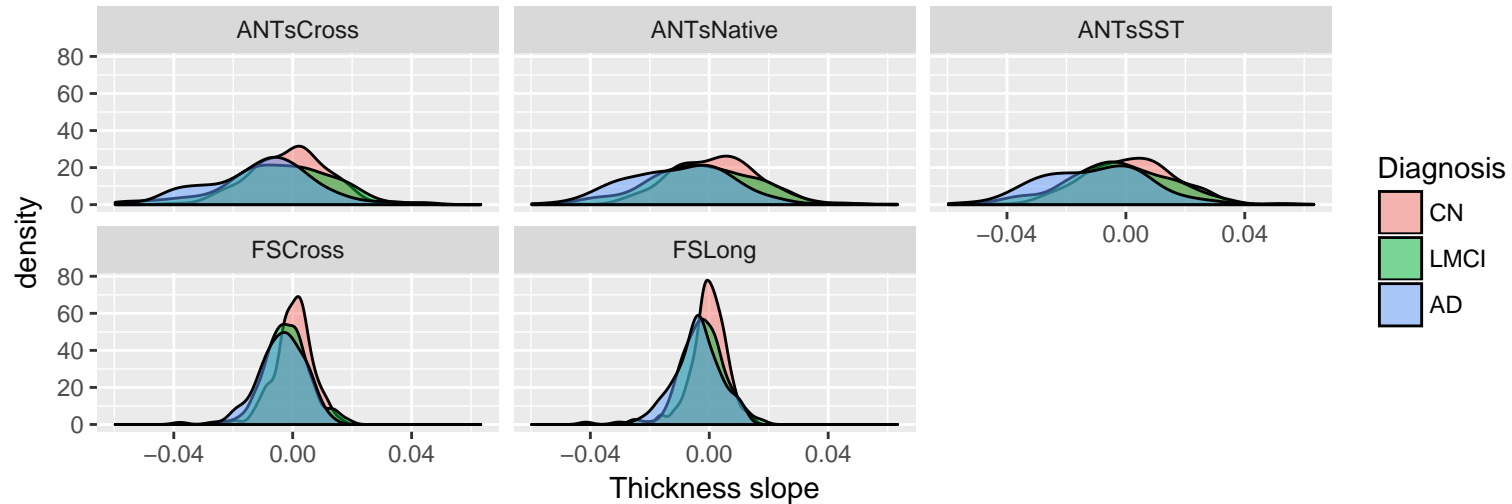 ANTsCross
ANTsNative
ANTsSST
80
60
40
20
0
−0.04
0.00
0.04
FSCross
FSLong
80
60
40
20
0
−0.04
0.00
0.04
−0.04
0.00
0.04
density
Thickness slope
Diagnosis
CN
LMCI
AD